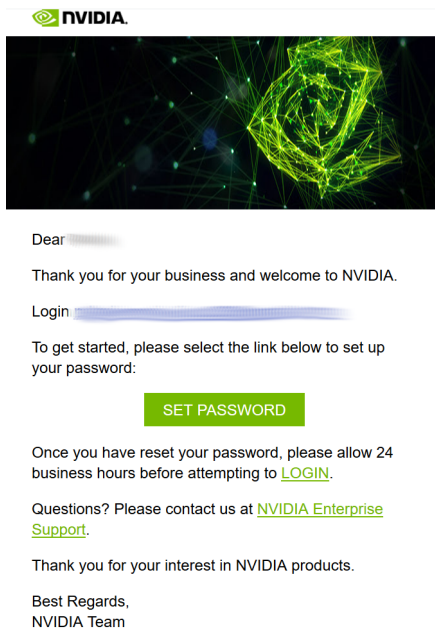 NVIDIA.
Dear
Thank you for your business and welcome to NVIDIA.
Login
To get started, please select the link below to set up
your password:
SET PASSWORD
Once you have reset your password, please allow 24
business hours before attempting to LOGIN.
Questions? Please contact us at NVIDIA Enterprise
Support.
Thank you for your interest in NVIDIA products.
Best Regards,
NVIDIA Team